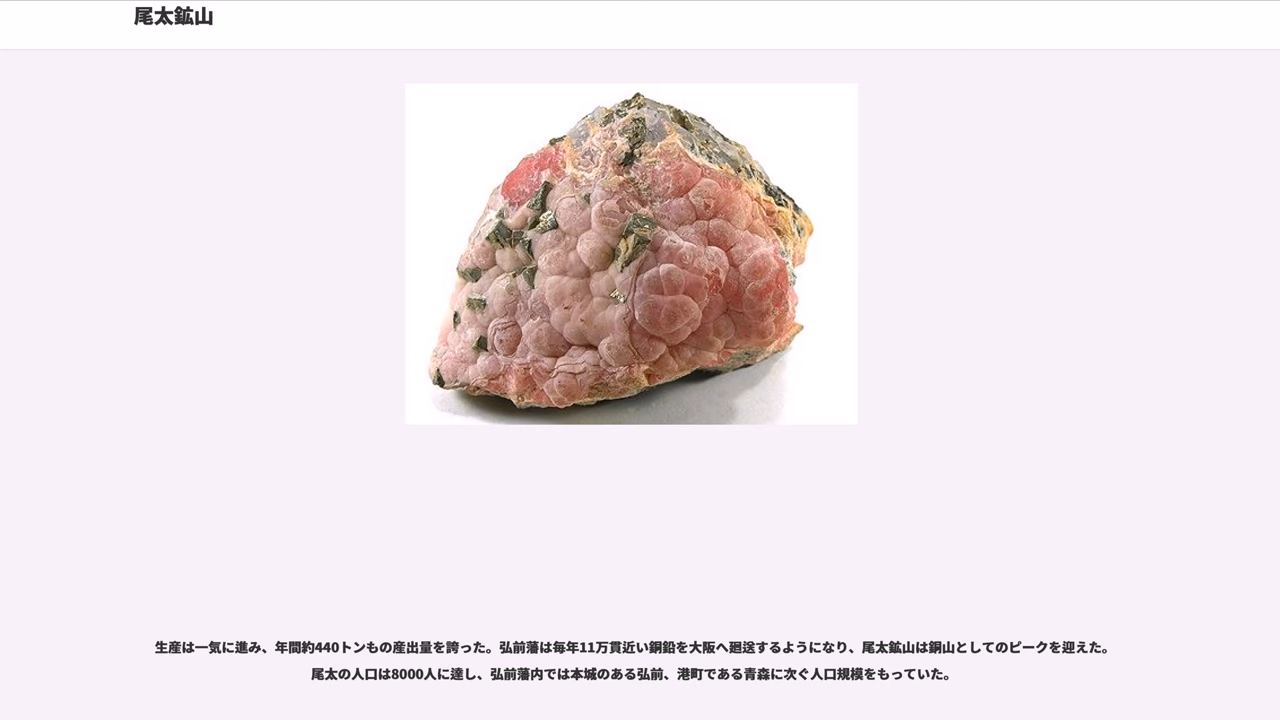 尾太鉱山
生産は一気に進み、年間約440トンもの産出量を誇った。弘前藩は毎年11万貫近い銅鉛を大阪へ廻送するようになり、尾太鉱山は銅山としてのピークを迎えた。
尾太の人口は8000人に達し、弘前藩内では本城のある弘前、港町である青森に次ぐ人口規模をもっていた。